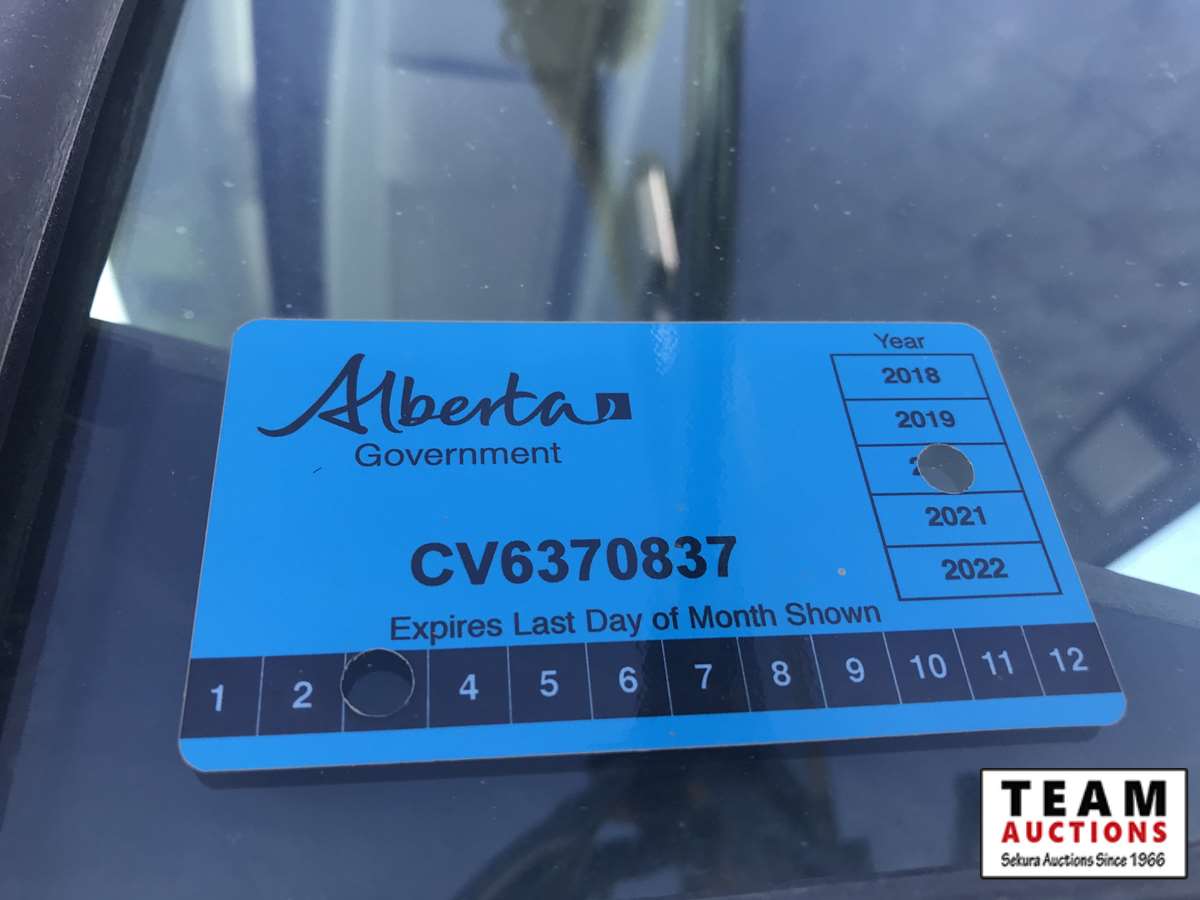 Alberta
Government
Year
2018
2019
2021
2022
CV6370837
Expires Last Day of Month Shown
1 2 4 5 6 7 8 9 10 11 12
TEAM
AUCTIONS
Sekura Auctions Since 1966